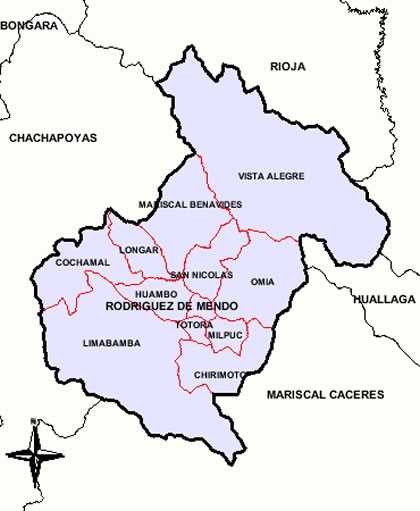 BONGARA
RIOJA
CHACHAPOYAS
VISTA ALEGRE
MARISCAL BENAVIDES
LONGAR
COCHAMAL
SAN NICOLAS
OMIA
HUAMBO
HUALLAGA
RODRIGUEZ DE MENDO
TOTORA
MILPUC
LIMABAMBA
CHIRIMOTO
MARISCAL CACERES
N